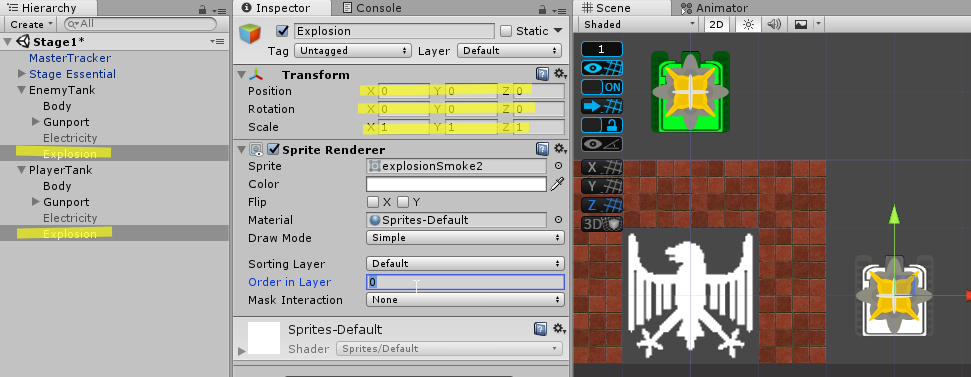 Hierarchy
Create
All
Stage1*
MasterTracker
Stage Essential
EnemyTank
Body
Gunport
Electricity
Explosion
PlayerTank
Body
Gunport
Electricity
Explosion
Inspector Console
Explosion Static
Tag Untagged Layer Default
Transform
Position X 0 Y 0 Z 0
Rotation X 0 Y 0 Z 0
Scale X 1 Y 1 Z 1
Sprite Renderer
Sprite explosionSmoke2
Color
Flip X Y
Material Sprites-Default
Draw Mode Simple
Sorting Layer Default
Order in Layer 0
Mask Interaction None
Sprites-Default
Shader Sprites/Default
Scene Animator
Shaded 2D
1
ON
X
Y
Z
3D